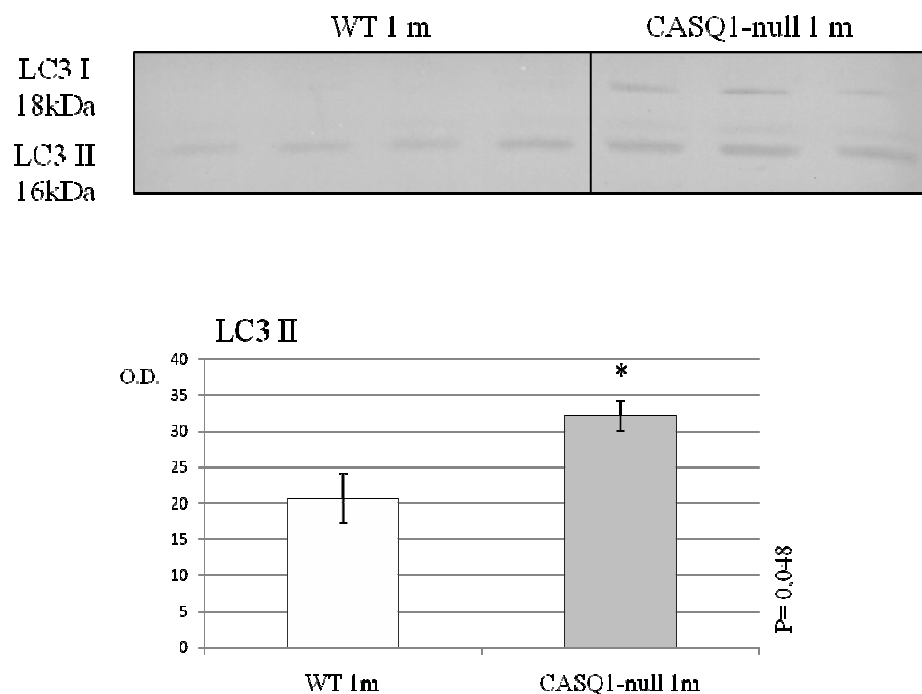 WT 1 m
CASQ1-null 1 m
LC3 I
18kDa
LC3 II
16kDa
LC3 II
O.D.
40
35
30
25
20
15
10
5
0
*
P= 0.048
WT 1m
CASQ1-null 1m